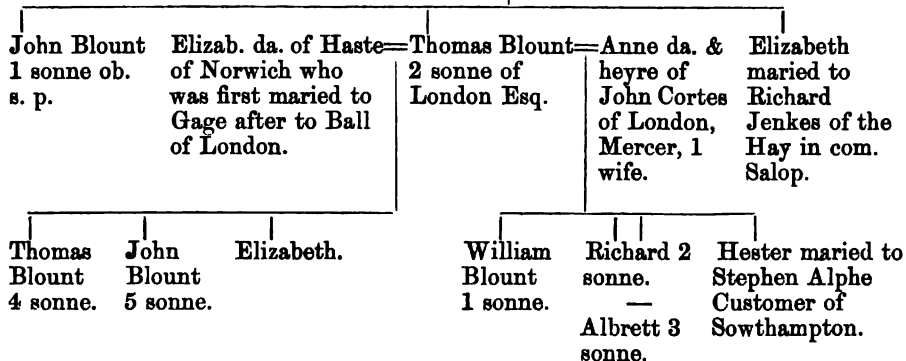 John Blount
1 sonne ob.
s. p.
Elizab. da. of Haste=Thomas Blount=Anne da. &
of Norwich who
was first maried to
Gage after to Ball
of London.
2 sonne of
London Esq.
heyre of
John Cortes
of London,
Mercer, 1
wife.
Elizabeth
maried to
Richard
Jenkes of the
Hay in com.
Salop.
Thomas
Blount
4 sonne.
John
Blount
5 sonne.
Elizabeth.
William
Blount
1 sonne.
Richard 2
sonne.
—
Albrett 3
sonne.
Hester maried to
Stephen Alphe
Customer of
Sowthampton.